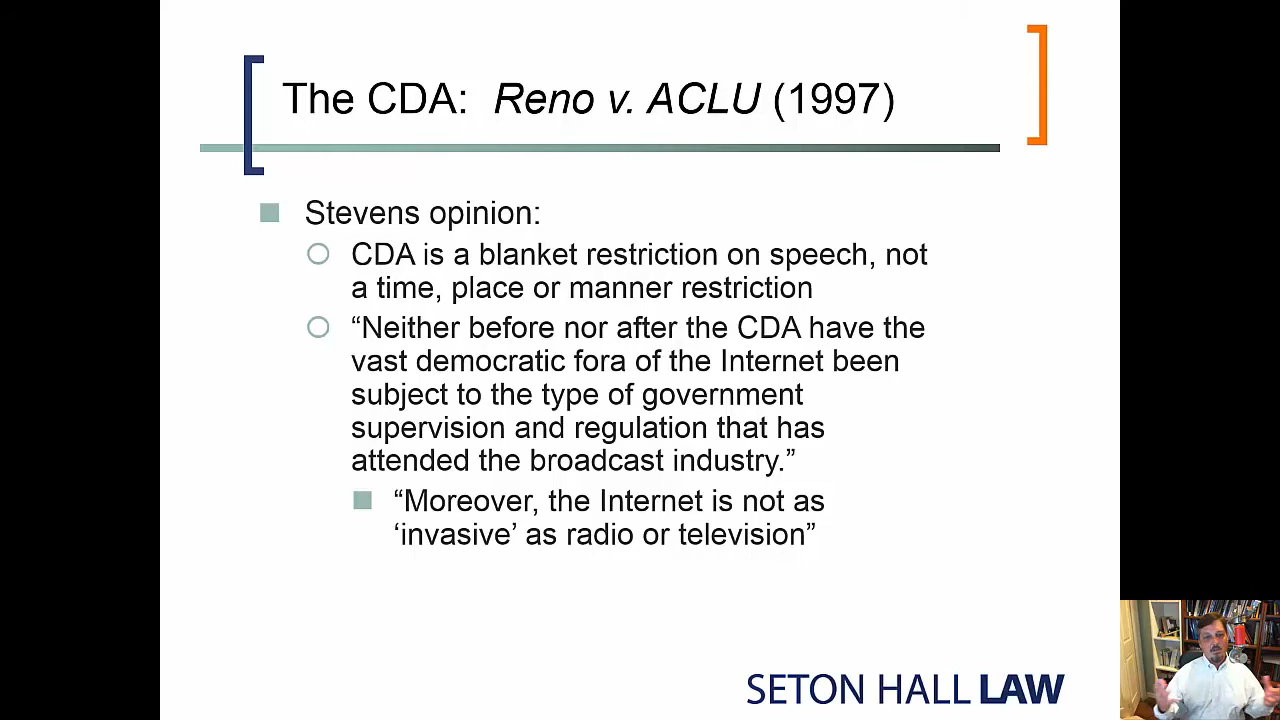 The CDA: Reno v. ACLU (1997)
Stevens opinion:
CDA is a blanket restriction on speech, not
a time, place or manner restriction
“Neither before nor after the CDA have the
vast democratic fora of the Internet been
subject to the type of government
supervision and regulation that has
attended the broadcast industry.”
“Moreover, the Internet is not as
‘invasive’ as radio or television”
SETON HALL LAW